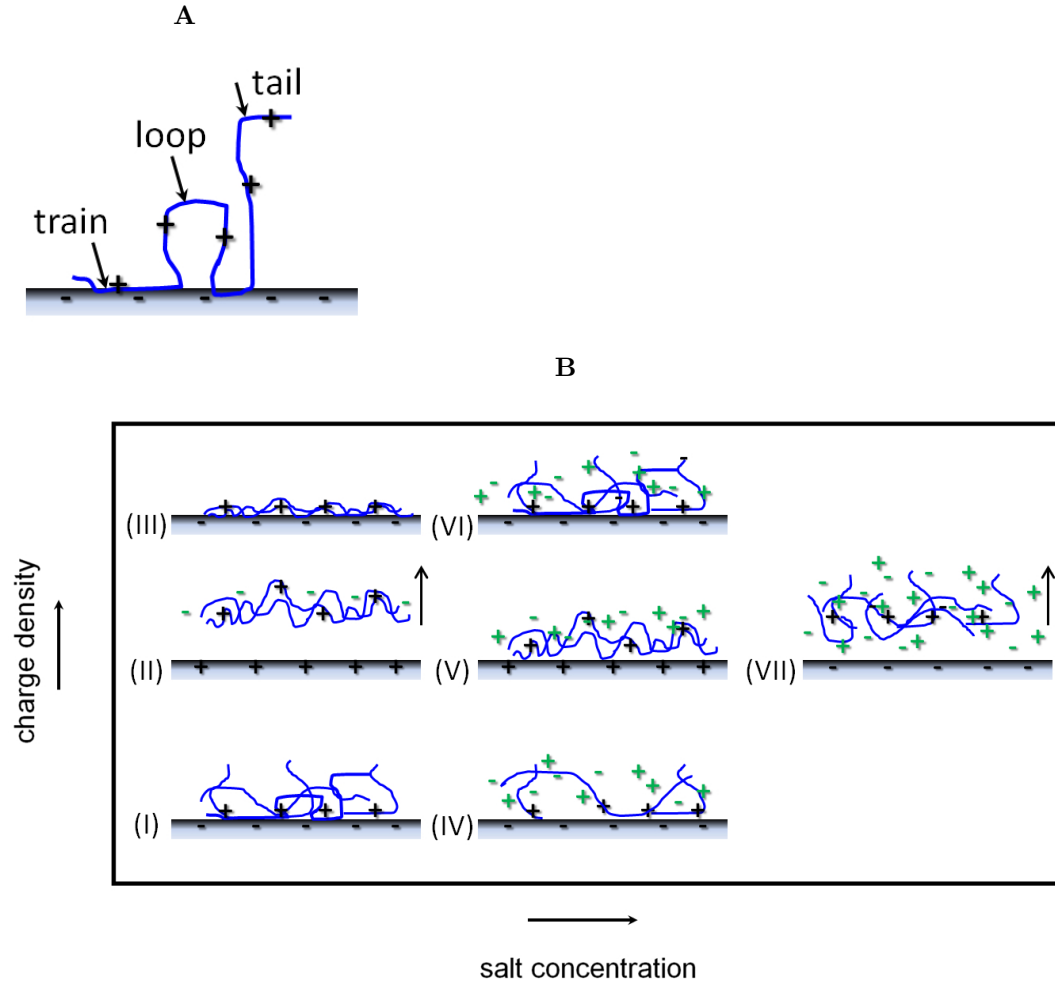 A
tail
loop
train
B
(III) (VI)
(II) (V) (VII)
(I) (IV)
charge density
salt concentration